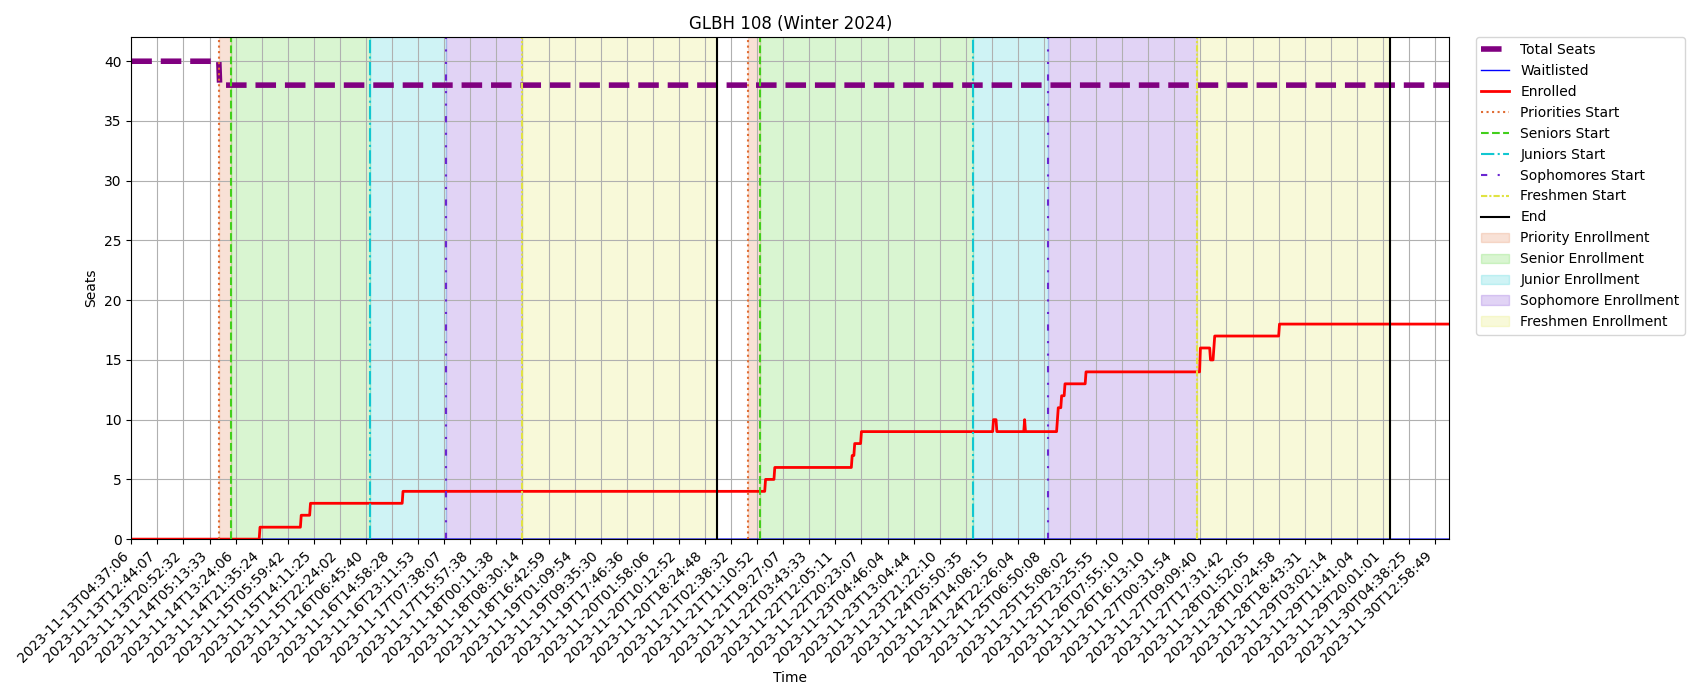 GLBH 108 (Winter 2024)
Seats
40
35
30
25
20
15
10
5
0
2023-11-13T04:37:06
2023-11-13T12:44:07
2023-11-13T20:52:32
2023-11-14T05:13:33
2023-11-14T13:24:06
2023-11-14T21:35:24
2023-11-15T05:59:42
2023-11-15T14:11:25
2023-11-15T22:24:02
2023-11-16T06:45:40
2023-11-16T14:58:28
2023-11-16T23:11:53
2023-11-17T07:38:07
2023-11-17T15:57:38
2023-11-18T00:11:38
2023-11-18T08:30:14
2023-11-18T16:42:59
2023-11-19T01:09:54
2023-11-19T09:35:30
2023-11-19T17:46:36
2023-11-20T01:58:06
2023-11-20T10:12:52
2023-11-20T18:24:48
2023-11-21T02:38:32
2023-11-21T11:10:52
2023-11-21T19:27:07
2023-11-22T03:43:33
2023-11-22T12:05:11
2023-11-22T20:23:07
2023-11-23T04:46:04
2023-11-23T13:04:44
2023-11-23T21:22:10
2023-11-24T05:50:35
2023-11-24T14:08:15
2023-11-24T22:26:04
2023-11-25T06:50:08
2023-11-25T15:08:02
2023-11-25T23:25:55
2023-11-26T07:55:10
2023-11-26T16:13:10
2023-11-27T00:31:54
2023-11-27T09:09:40
2023-11-27T17:31:42
2023-11-28T01:52:05
2023-11-28T10:24:58
2023-11-28T18:43:31
2023-11-29T03:02:14
2023-11-29T11:41:04
2023-11-29T20:01:01
2023-11-30T04:38:25
2023-11-30T12:58:49
Time
Total Seats
Waitlisted
Enrolled
Priorities Start
Seniors Start
Juniors Start
Sophomores Start
Freshmen Start
End
Priority Enrollment
Senior Enrollment
Junior Enrollment
Sophomore Enrollment
Freshmen Enrollment